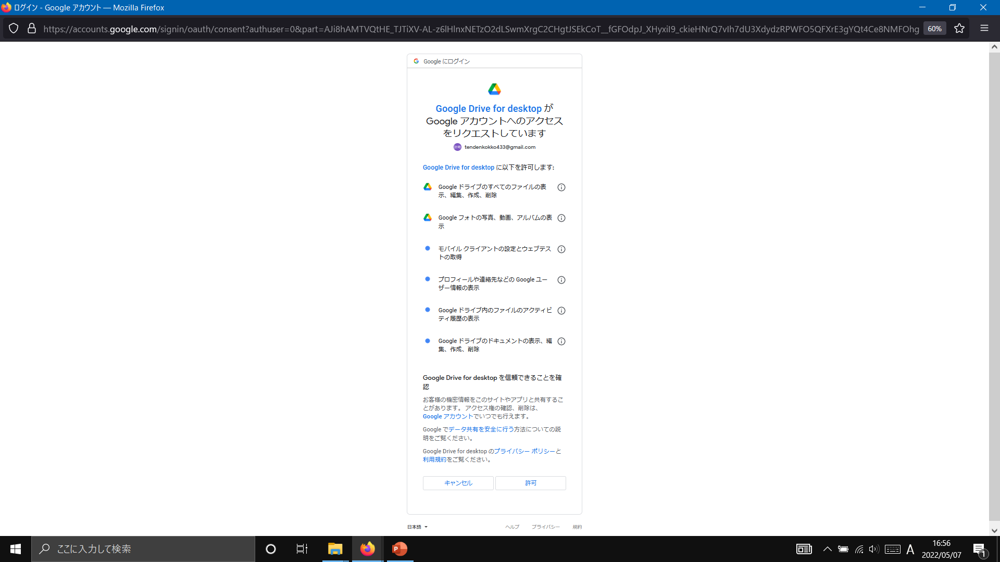 ログイン - Google アカウント — Mozilla Firefox
https://accounts.google.com/signin/oauth/consent?authuser=0&part=AJi8hAMTVQtHE_TJTiXV-AL-z6lHlnxNETzO2dLSwmXrgC2CHgtJSEkCoT__fGFOdpJ_XHyxiI9_ckieHNrQ7vIh7dU3XdydzRPWFO5QFXrE3gYQt4Ce8NMFOhg
60%
Google にログイン
Google Drive for desktop が
Google アカウントへのアクセス
をリクエストしています
tendenkokko433@gmail.com
Google Drive for desktop に以下を許可します:
Google ドライブのすべてのファイルの表
示、編集、作成、削除
Google フォトの写真、動画、アルバムの表
示
モバイル クライアントの設定とウェブテス
トの取得
プロフィールや連絡先などの Google ユー
ザー情報の表示
Google ドライブ内のファイルのアクティビ
ティ履歴の表示
Google ドライブのドキュメントの表示、編
集、作成、削除
Google Drive for desktop を信頼できることを確
認
お客様の機密情報をこのサイトやアプリと共有するこ
とがあります。 アクセス権の確認、削除は、
Google アカウントでいつでも行えます。
Google でデータ共有を安全に行う方法についての説
明をご覧ください。
Google Drive for desktop のプライバシー ポリシーと
利用規約をご覧ください。
キャンセル
許可
日本語
ヘルプ
プライバシー
規約
ここに入力して検索
A
16:56
2022/05/07
1